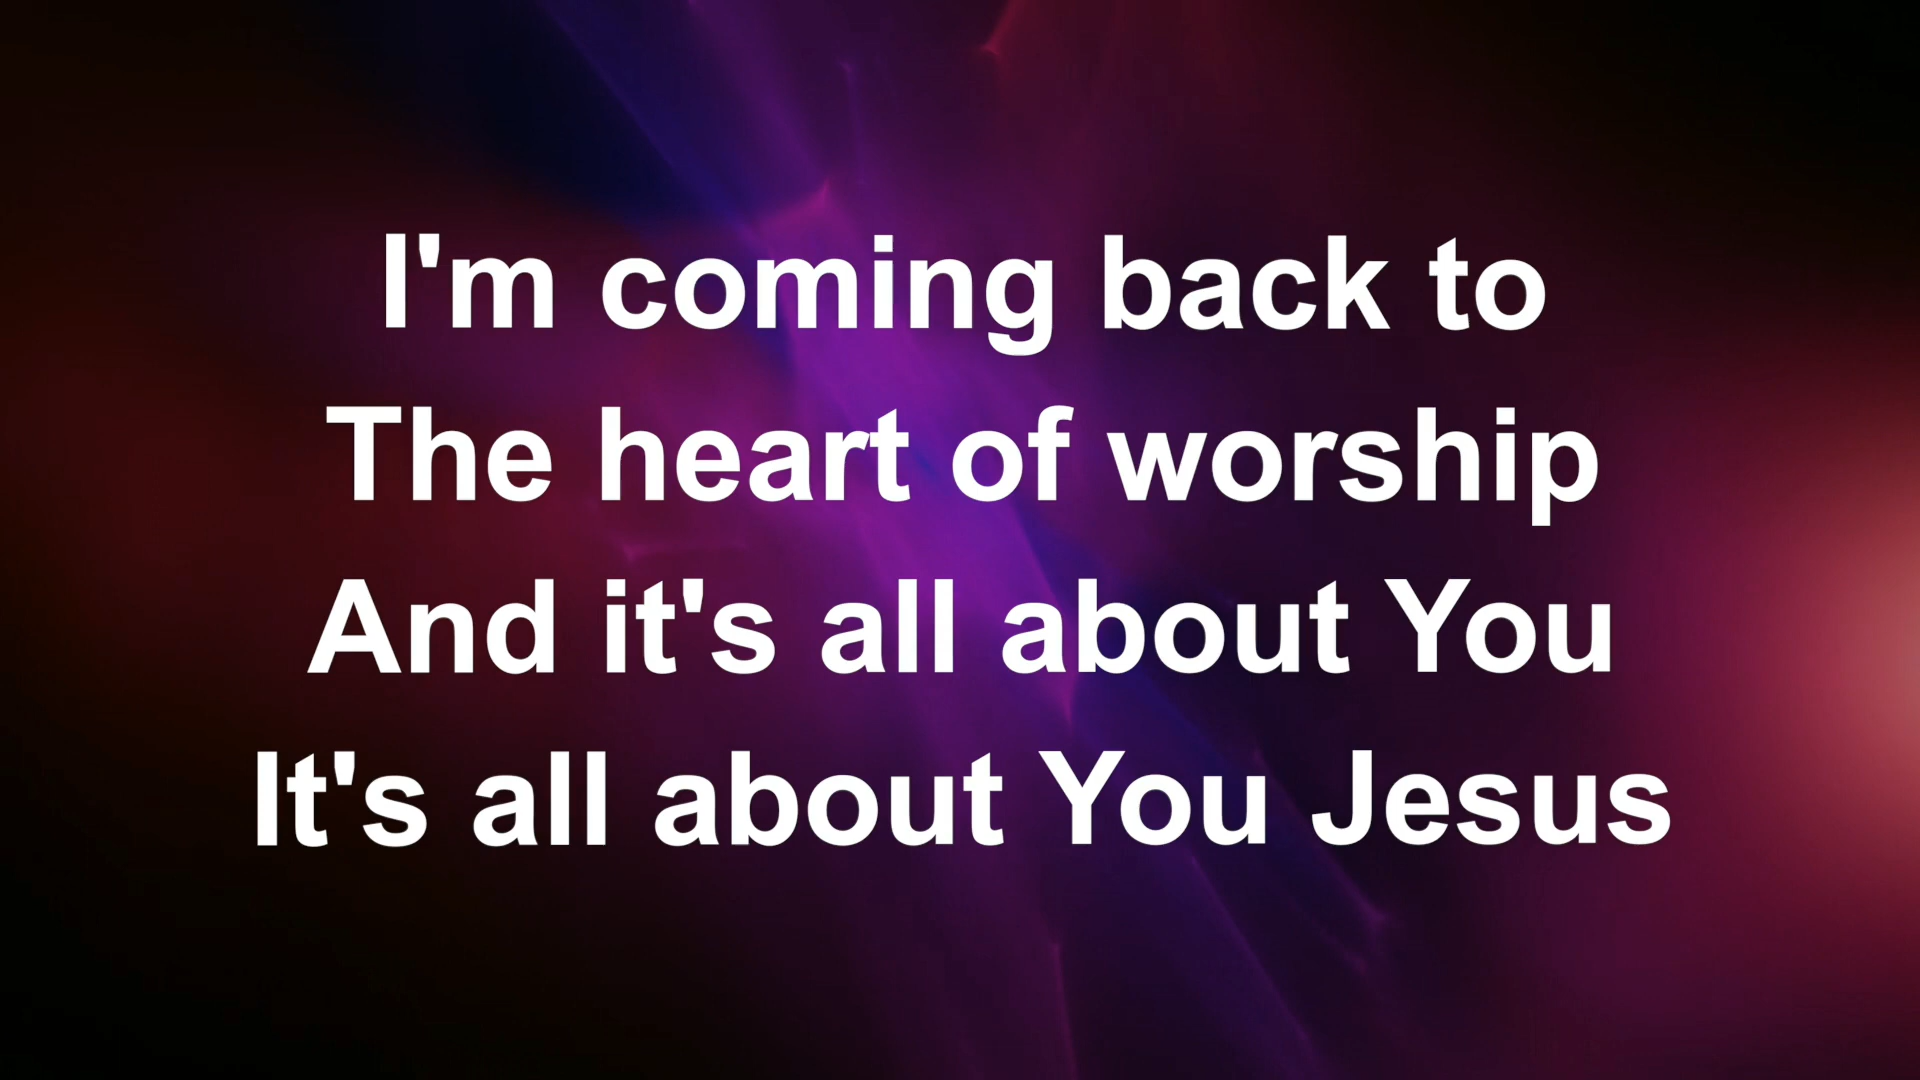 I'm coming back to
The heart of worship
And it's all about You
It's all about You Jesus